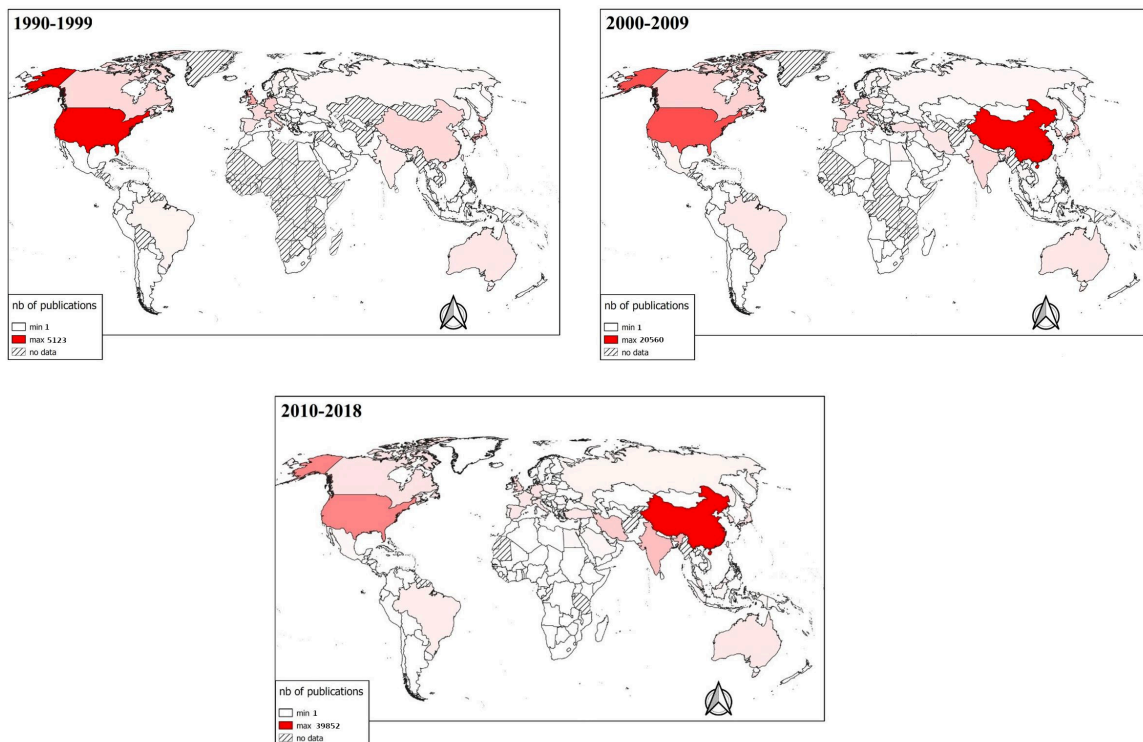 1990-1999
nb of publications
min 1
max 5123
no data
2000-2009
nb of publications
min 1
max 20560
no data
2010-2018
nb of publications
min 1
max 39852
no data